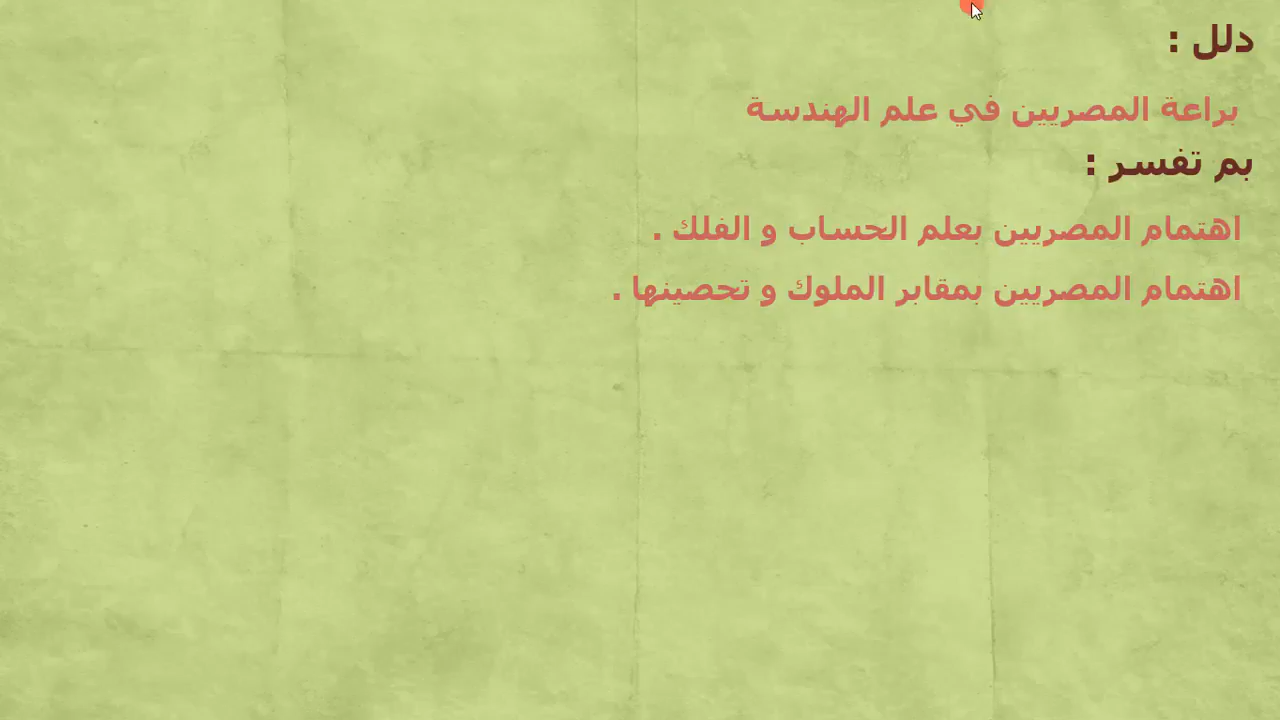 دلل :
براعة المصريين في علم الهندسة
بم تفسر :
اهتمام المصريين بعلم الحساب و الفلك .
اهتمام المصريين بمقابر الملوك و تحصينها .